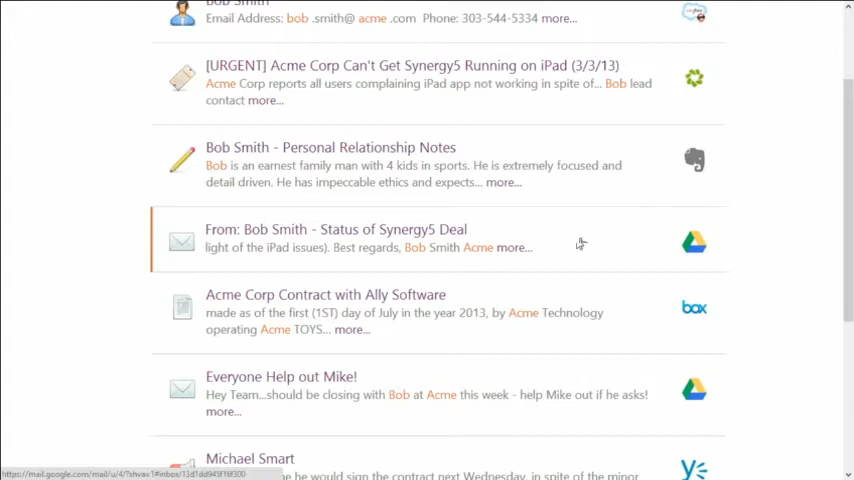 Bob Smith
Email Address: bob .smith@ acme .com Phone: 303-544-5334 more...
[URGENT] Acme Corp Can't Get Synergy5 Running on iPad (3/3/13)
Acme Corp reports all users complaining iPad app not working in spite of... Bob lead
contact more...
Bob Smith - Personal Relationship Notes
Bob is an earnest family man with 4 kids in sports. He is extremely focused and
detail driven. He has impeccable ethics and expects... more...
From: Bob Smith - Status of Synergy5 Deal
light of the iPad issues). Best regards, Bob Smith Acme more...
Acme Corp Contract with Ally Software
made as of the first (1ST) day of July in the year 2013, by Acme Technology
box
operating Acme TOYS... more...
Everyone Help out Mike!
Hey Team...should be closing with Bob at Acme this week - help Mike out if he asks!
more...
Michael Smart
he would sign the contract next Wednesday, in spite of the minor